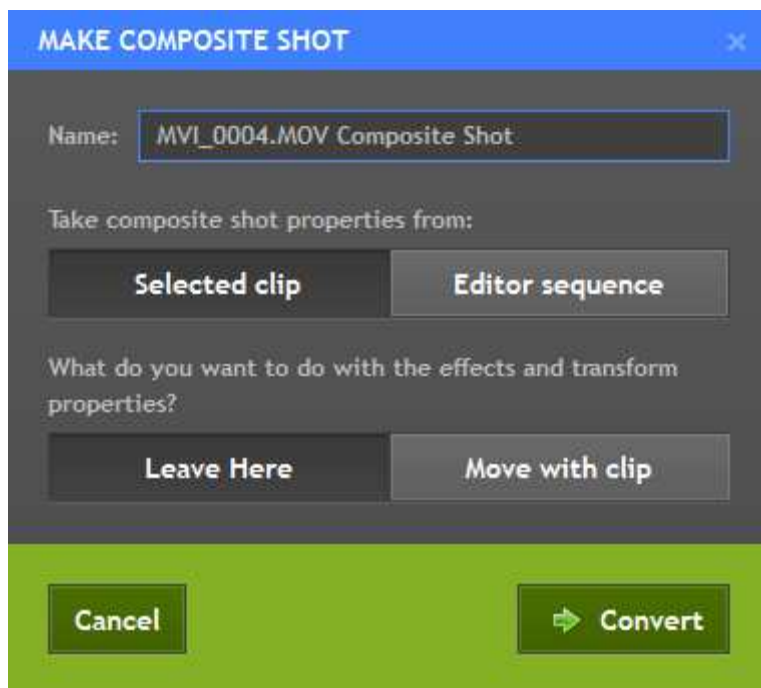 MAKE COMPOSITE SHOT
Name: MVI_0004.MOV Composite Shot
Take composite shot properties from:
Selected clip Editor sequence
What do you want to do with the effects and transform
properties?
Leave Here Move with clip
Cancel Convert